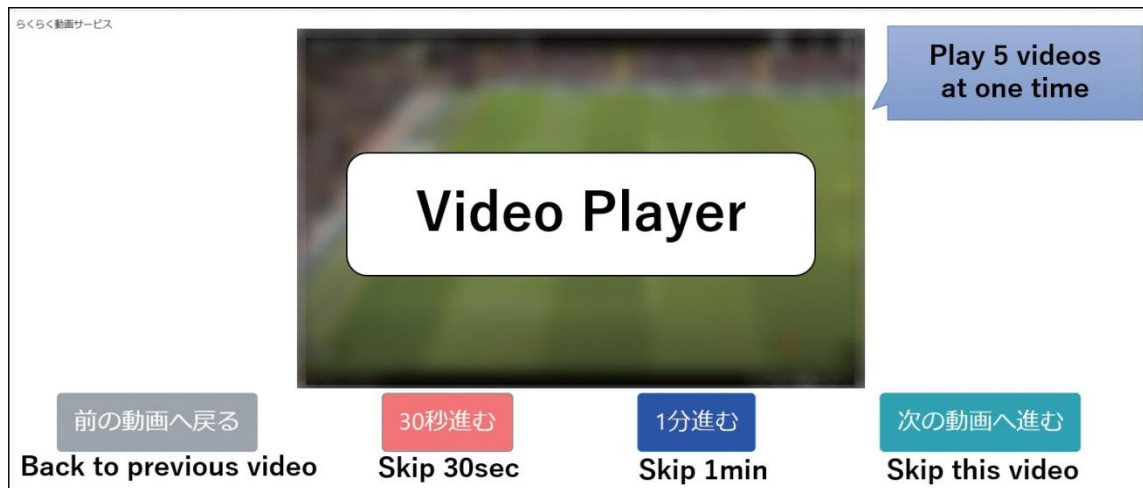 らくらく動画サービス
Play 5 videos
at one time
Video Player
前の動画へ戻る
30秒進む
1分進む
次の動画へ進む
Back to previous video
Skip 30sec
Skip 1min
Skip this video